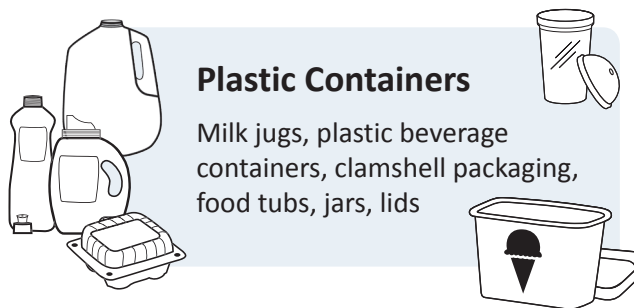 Plastic Containers
Milk jugs, plastic beverage
containers, clamshell packaging,
food tubs, jars, lids